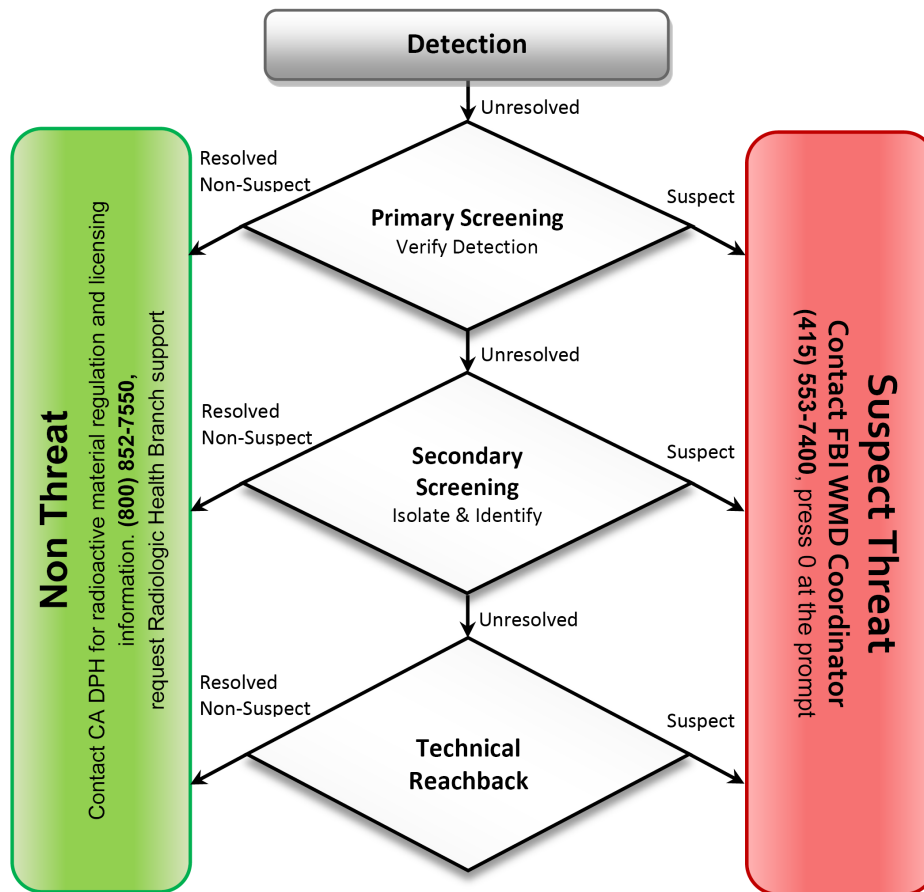 Detection
Unresolved
Resolved
Non-Suspect
Suspect
Primary Screening
Verify Detection
Unresolved
Resolved
Non-Suspect
Suspect
Secondary
Screening
Isolate & Identify
Unresolved
Resolved
Non-Suspect
Suspect
Technical
Reachback
Non Threat
Contact CA DPH for radioactive material regulation and licensing
information. (800) 852-7550,
request Radiologic Health Branch support
Suspect Threat
Contact FBI WMD Coordinator
(415) 553-7400, press 0 at the prompt